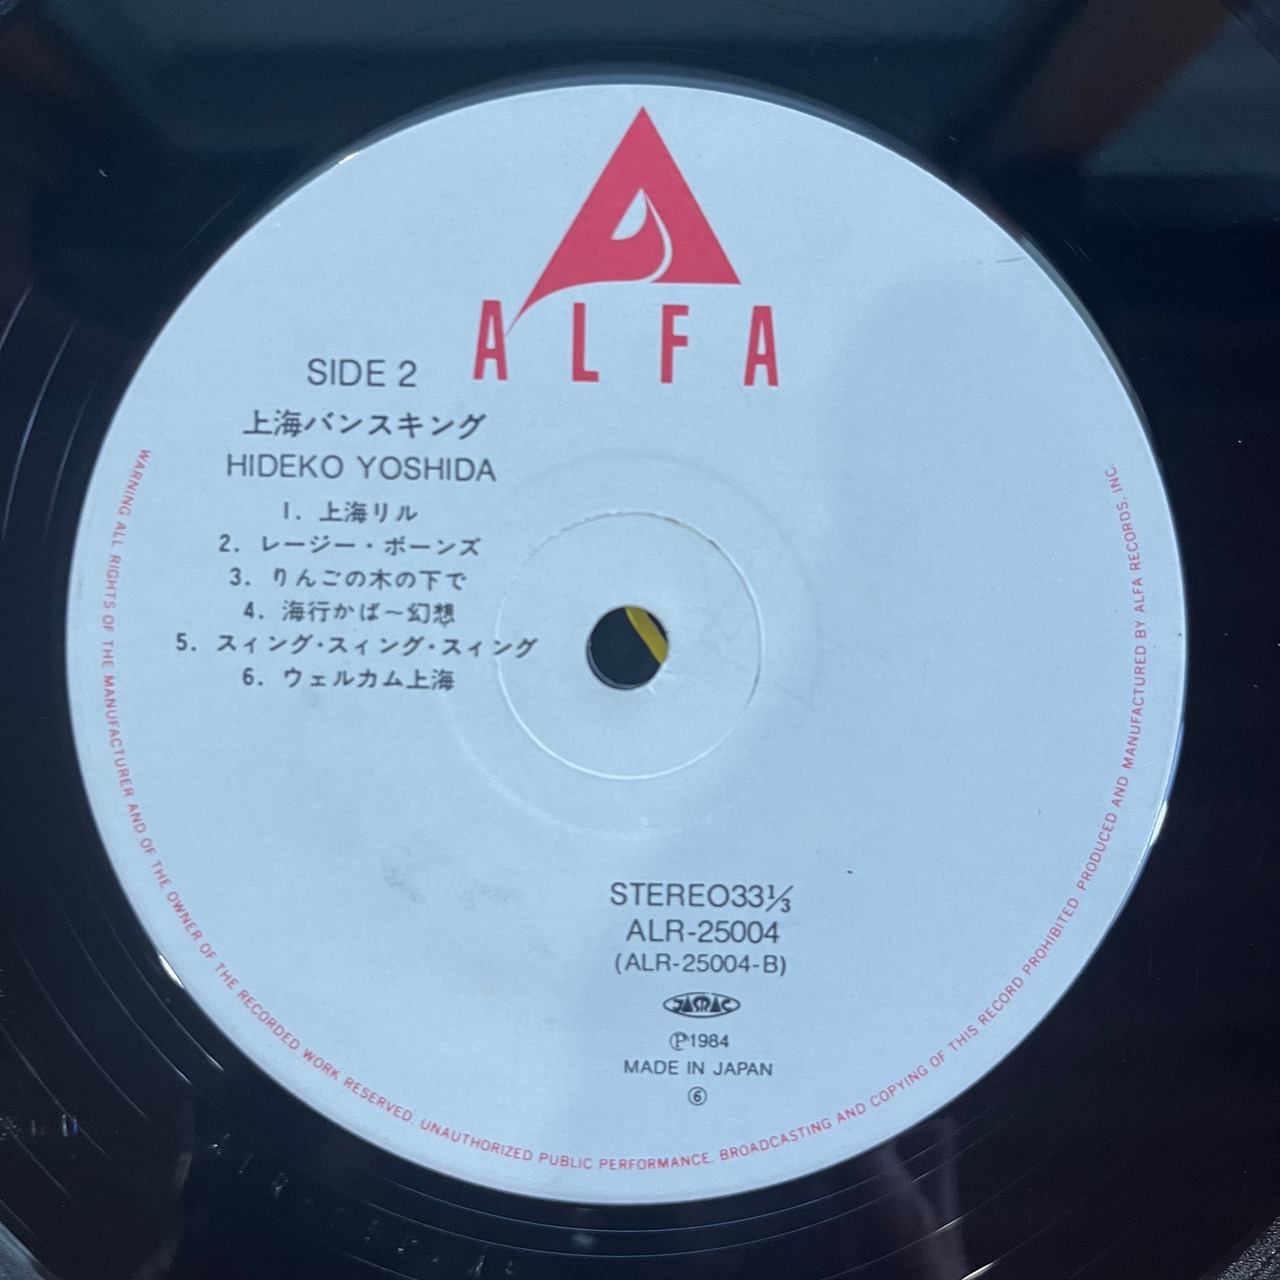 ALFA
SIDE 2
上海バンスキング
HIDEKO YOSHIDA
1. 上海リル
2. レージー・ボーンズ
3. りんごの木の下で
4. 海行かば〜幻想
5. スィング・スィング・スィング
6. ウェルカム上海
STEREO33⅓
ALR-25004
(ALR-25004-B)
JASRAC
Ⓟ1984
MADE IN JAPAN
⑥
WARNING ALL RIGHTS OF THE MANUFACTURER AND OF THE OWNER OF THE RECORDED WORK RESERVED. UNAUTHORIZED PUBLIC PERFORMANCE, BROADCASTING AND COPYING OF THIS RECORD PROHIBITED. PRODUCED AND MANUFACTURED BY ALFA RECORDS, INC.